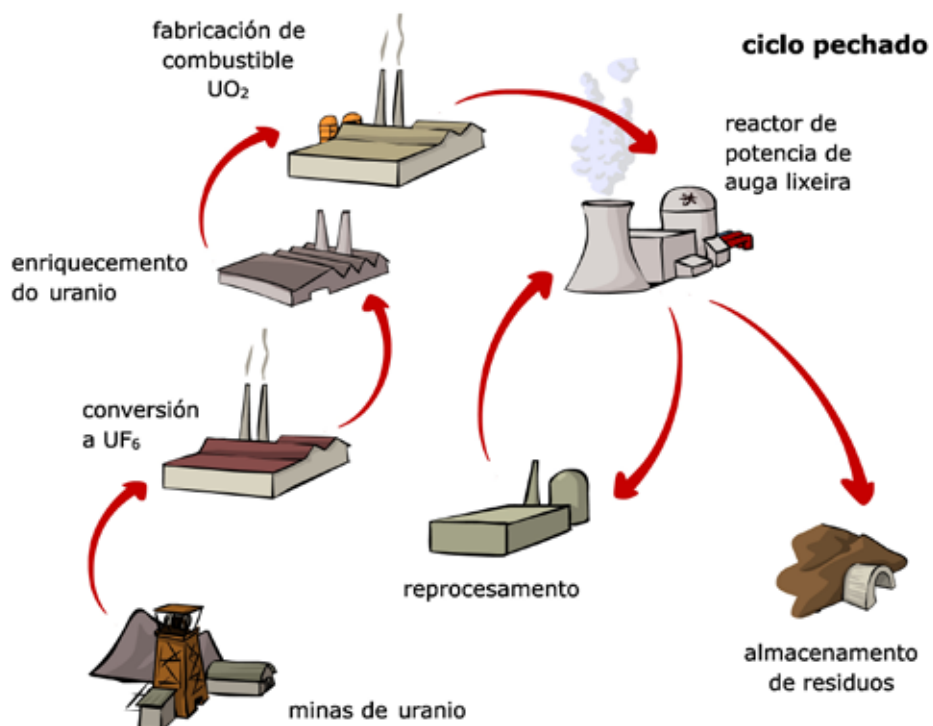 fabricación de
combustible
UO₂
ciclo pechado
reactor de
potencia de
auga lixeira
enriquecemento
do uranio
conversión
a UF₆
reprocesamento
almacenamento
de residuos
minas de uranio